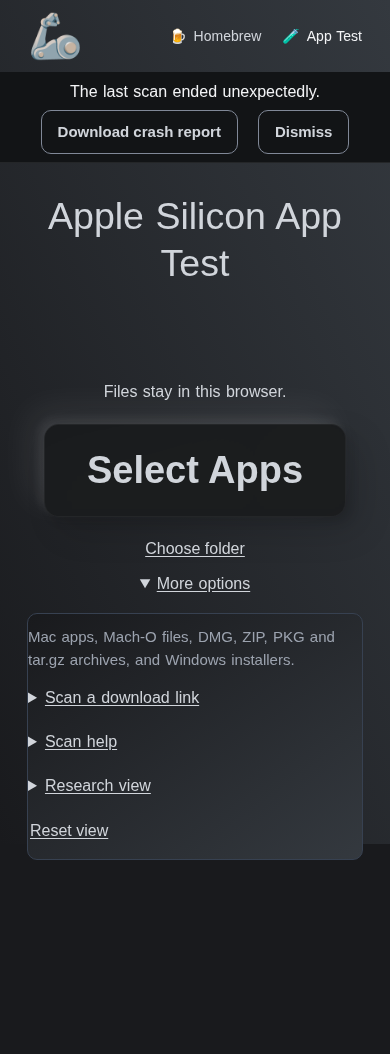 Homebrew
App Test
The last scan ended unexpectedly.
Download crash report
Dismiss
Apple Silicon App
Test
Files stay in this browser.
Select Apps
Choose folder
More options
Mac apps, Mach-O files, DMG, ZIP, PKG and
tar.gz archives, and Windows installers.
Scan a download link
Scan help
Research view
Reset view